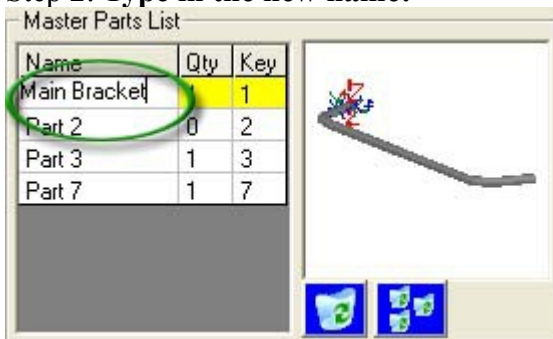 Step 2: Type in the new name.
Master Parts List
Name Qty Key
Main Bracket 1 1
Part 2 0 2
Part 3 1 3
Part 7 1 7